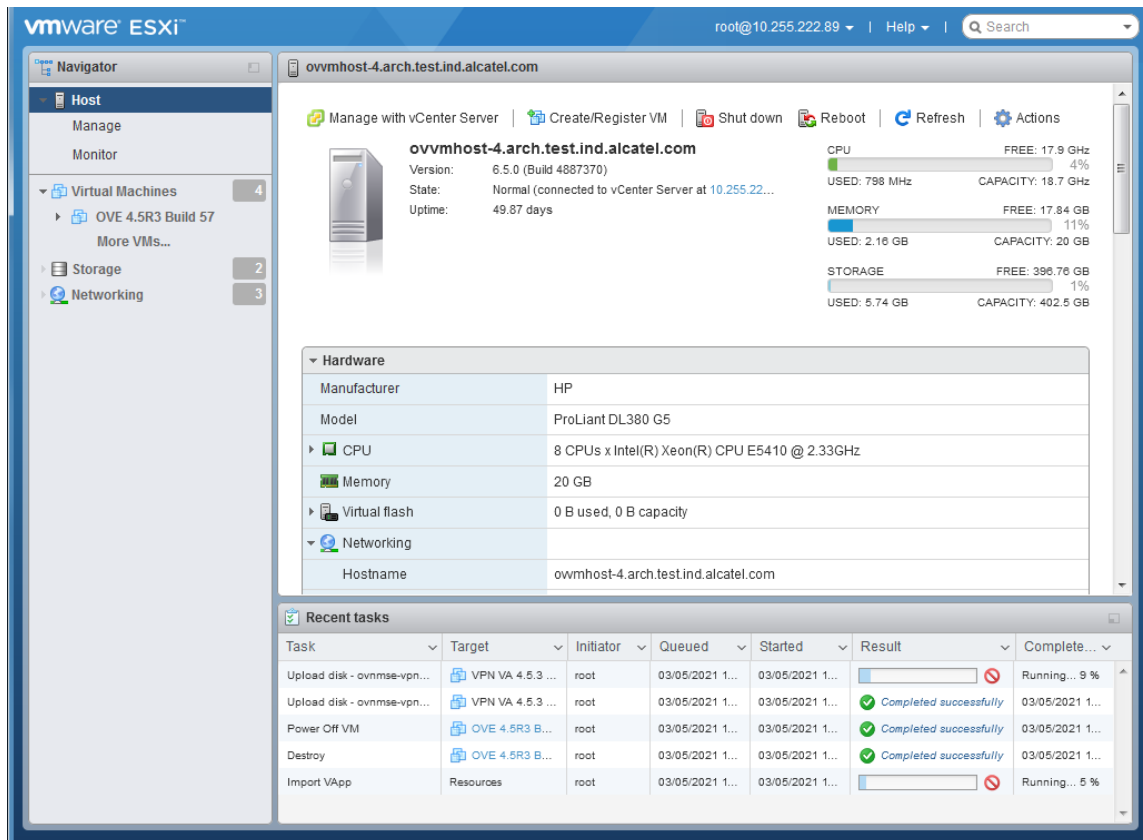 vmware ESXi™
root@10.255.222.89 | Help | Search
Navigator
Host
Manage
Monitor
Virtual Machines 4
OVE 4.5R3 Build 57
More VMs...
Storage 2
Networking 3
ovvmhost-4.arch.test.ind.alcatel.com
Manage with vCenter Server | Create/Register VM | Shut down Reboot | Refresh | Actions
ovvmhost-4.arch.test.ind.alcatel.com
Version: 6.5.0 (Build 4887370)
State: Normal (connected to vCenter Server at 10.255.22...
Uptime: 49.87 days
CPU FREE: 17.9 GHz
4%
USED: 798 MHz CAPACITY: 18.7 GHz
MEMORY FREE: 17.84 GB
11%
USED: 2.16 GB CAPACITY: 20 GB
STORAGE FREE: 396.76 GB
1%
USED: 5.74 GB CAPACITY: 402.5 GB
Hardware
Manufacturer HP
Model ProLiant DL380 G5
CPU 8 CPUs x Intel(R) Xeon(R) CPU E5410 @ 2.33GHz
Memory 20 GB
Virtual flash 0 B used, 0 B capacity
Networking
Hostname ovvmhost-4.arch.test.ind.alcatel.com
Recent tasks
Task Target Initiator Queued Started Result Complete...
Upload disk - ovnmse-vpn... VPN VA 4.5.3 ... root 03/05/2021 1... 03/05/2021 1... Running... 9 %
Upload disk - ovnmse-vpn... VPN VA 4.5.3 ... root 03/05/2021 1... 03/05/2021 1... Completed successfully 03/05/2021 1...
Power Off VM OVE 4.5R3 B... root 03/05/2021 1... 03/05/2021 1... Completed successfully 03/05/2021 1...
Destroy OVE 4.5R3 B... root 03/05/2021 1... 03/05/2021 1... Completed successfully 03/05/2021 1...
Import VApp Resources root 03/05/2021 1... 03/05/2021 1... Running... 5 %